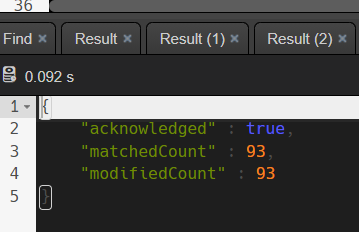 36
Find × Result × Result (1) × Result (2) ×
0.092 s
1 {
2 "acknowledged" : true,
3 "matchedCount" : 93,
4 "modifiedCount" : 93
5 }